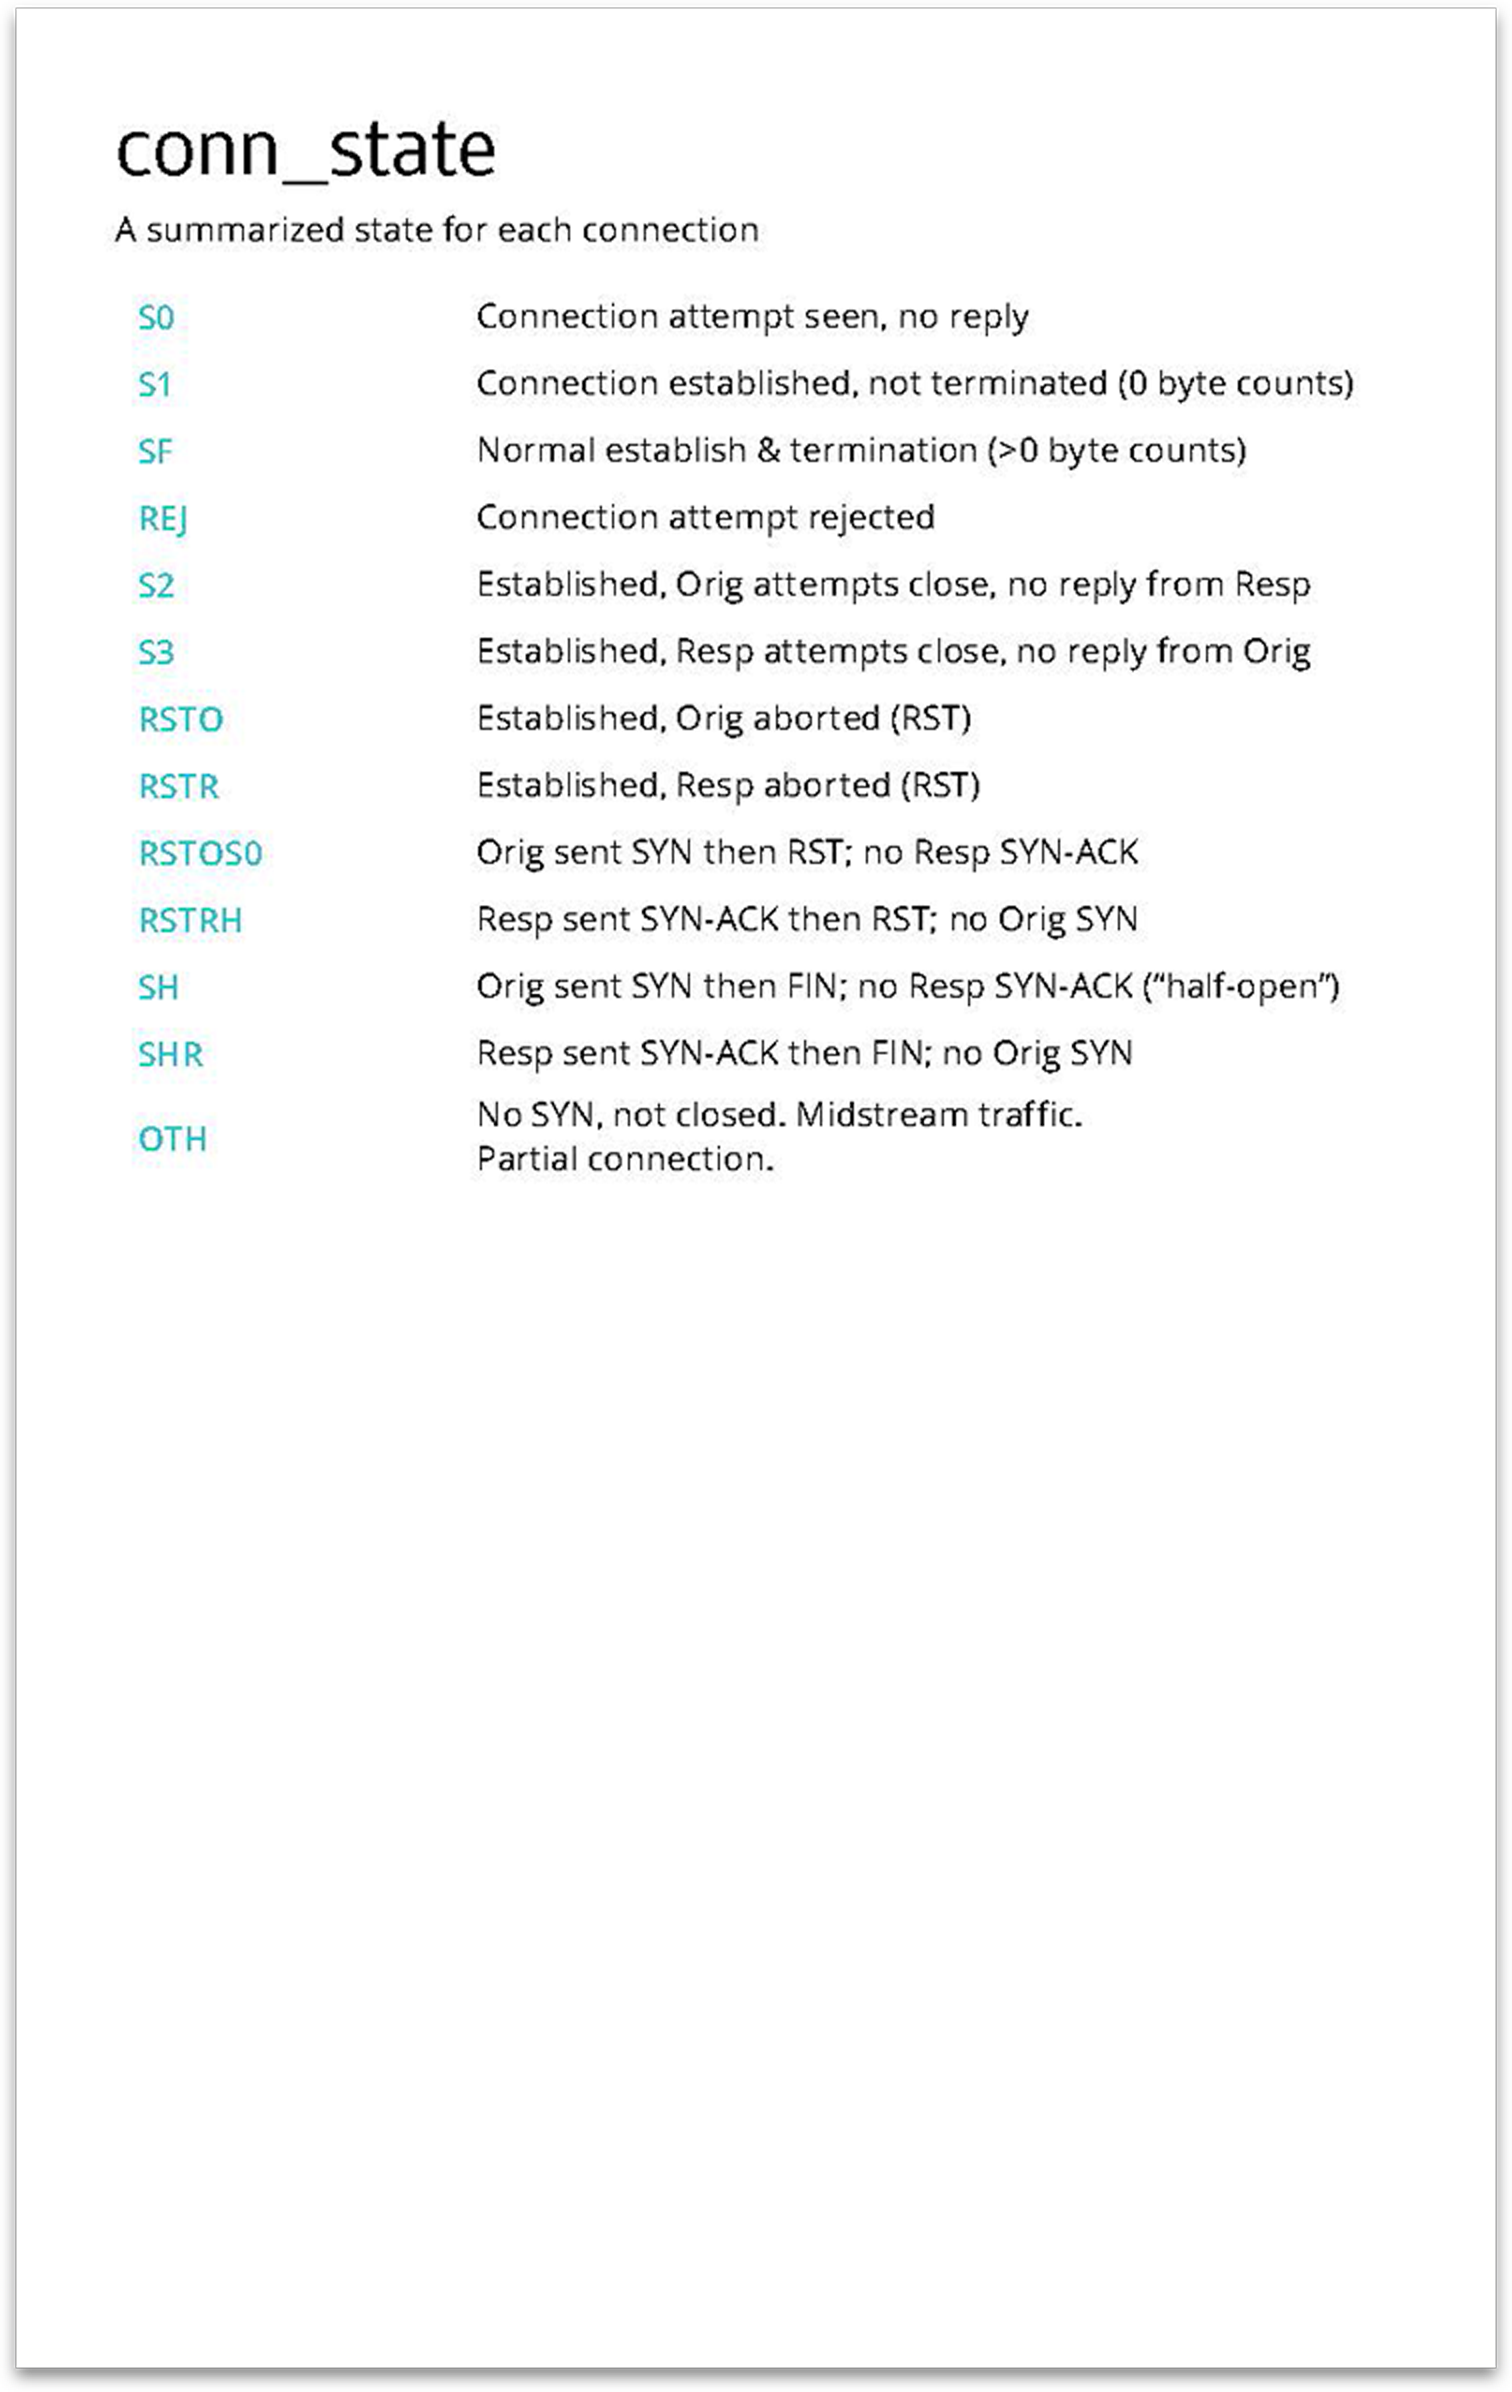 conn_state
A summarized state for each connection
S0 Connection attempt seen, no reply
S1 Connection established, not terminated (0 byte counts)
SF Normal establish & termination (>0 byte counts)
REJ Connection attempt rejected
S2 Established, Orig attempts close, no reply from Resp
S3 Established, Resp attempts close, no reply from Orig
RSTO Established, Orig aborted (RST)
RSTR Established, Resp aborted (RST)
RSTOS0 Orig sent SYN then RST; no Resp SYN-ACK
RSTRH Resp sent SYN-ACK then RST; no Orig SYN
SH Orig sent SYN then FIN; no Resp SYN-ACK (“half-open”)
SHR Resp sent SYN-ACK then FIN; no Orig SYN
OTH No SYN, not closed. Midstream traffic.
Partial connection.